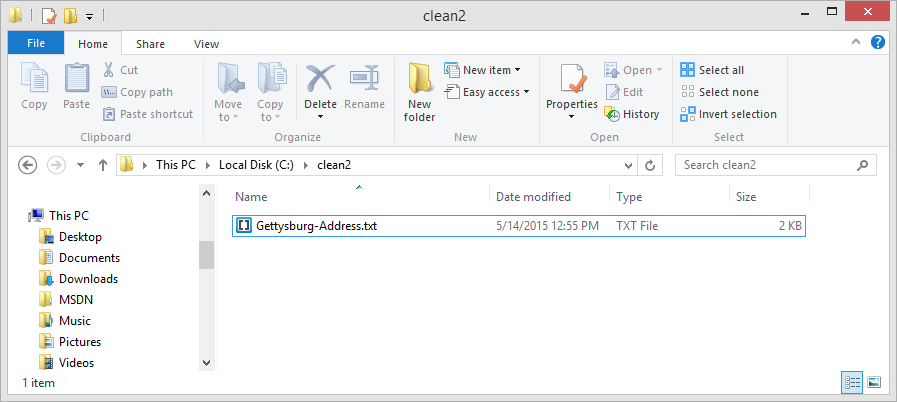 clean2
File Home Share View
Copy
Paste
Cut
Copy path
Paste shortcut
Clipboard
Move to
Copy to
Delete
Rename
Organize
New folder
New item
Easy access
New
Properties
Open
Edit
History
Open
Select all
Select none
Invert selection
Select
This PC Local Disk (C:) clean2
Search clean2
This PC
Desktop
Documents
Downloads
MSDN
Music
Pictures
Videos
Name Date modified Type Size
Gettysburg-Address.txt 5/14/2015 12:55 PM TXT File 2 KB
1 item